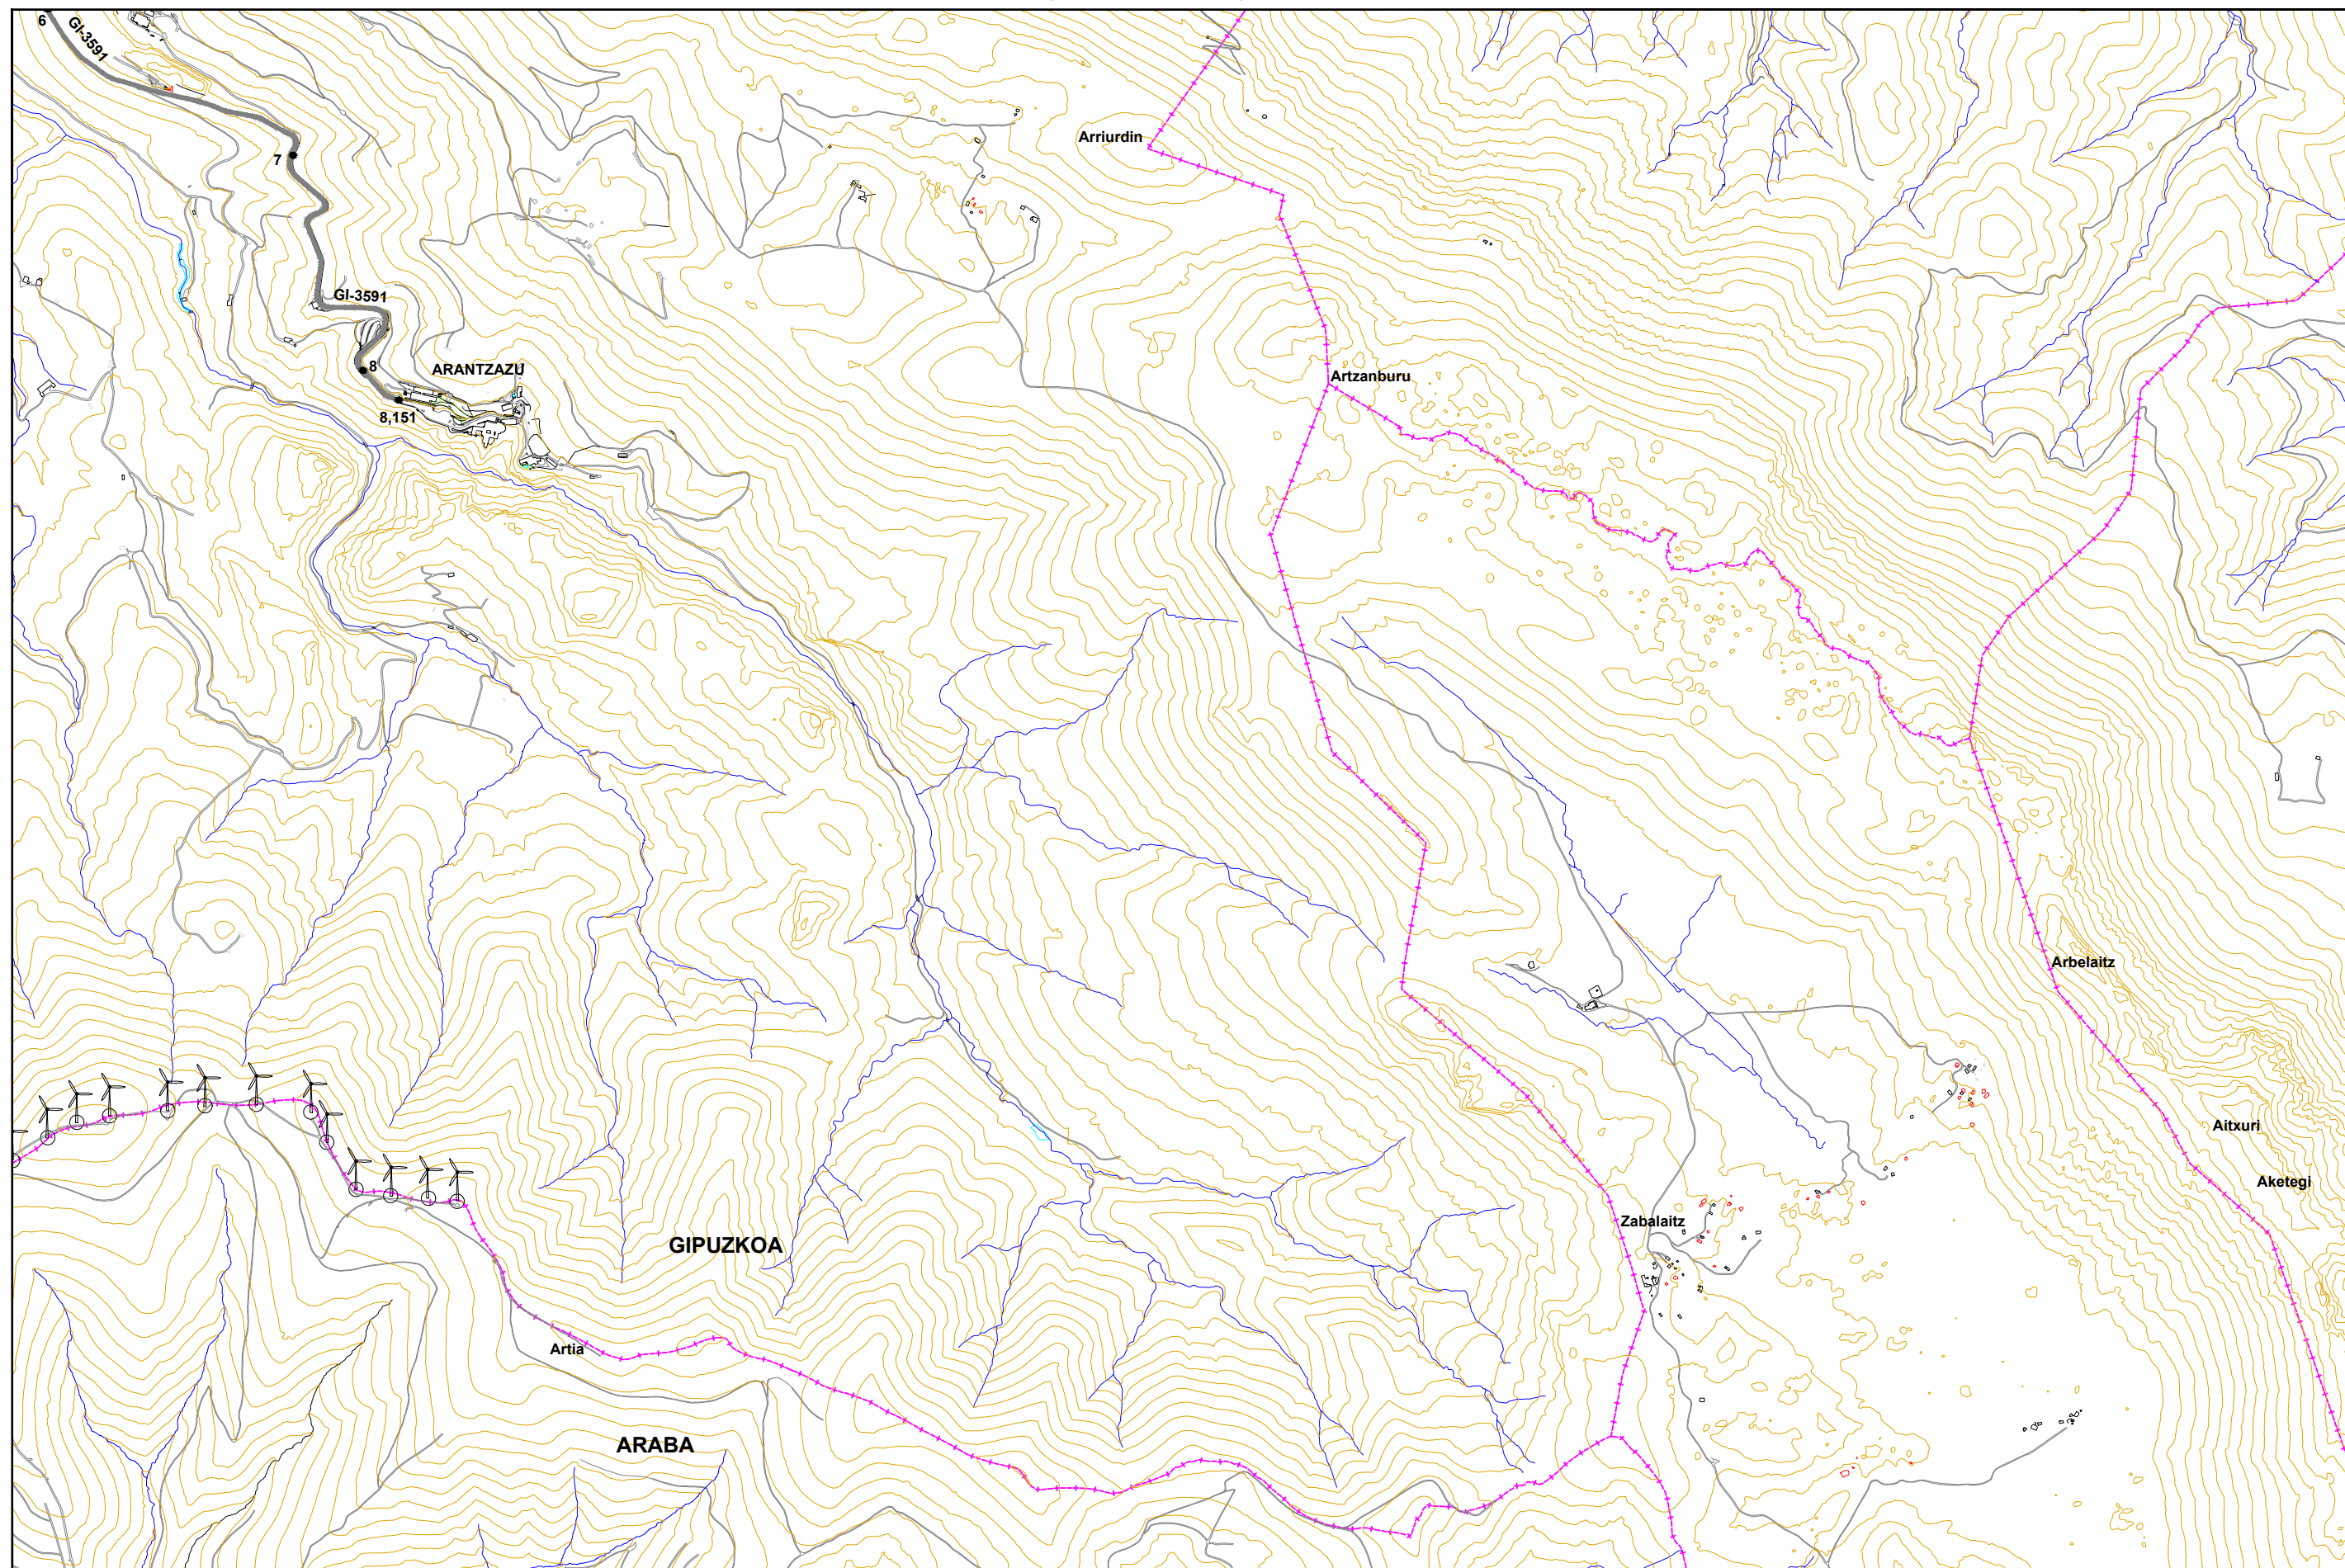 6
GI-3591
7
Arriurdin
GI-3591
8
ARANTZAZU
Artzanburu
8,151
Arbelaitz
Aitxuri
Aketegi
Zabalaitz
GIPUZKOA
Artia
ARABA